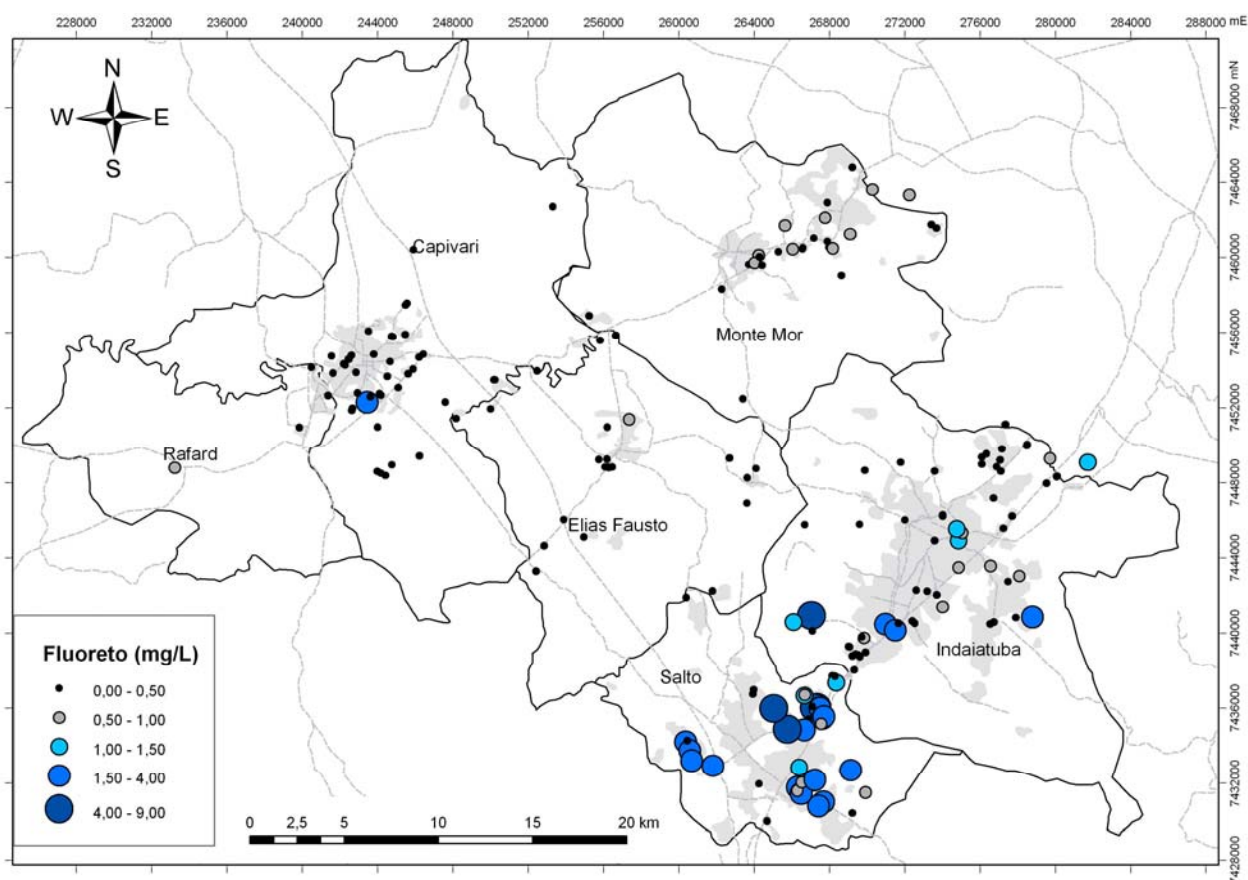 228000 232000 236000 240000 244000 248000 252000 256000 260000 264000 268000 272000 276000 280000 284000 288000 mE
N
W E
S
7468000 mN
7464000
7460000
7456000
7452000
7448000
7444000
7440000
7436000
7432000
7428000
Capivari
Monte Mor
Rafard
Elias Fausto
Indaiatuba
Salto
Fluoreto (mg/L)
0,00 - 0,50
0,50 - 1,00
1,00 - 1,50
1,50 - 4,00
4,00 - 9,00
0 2,5 5 10 15 20 km